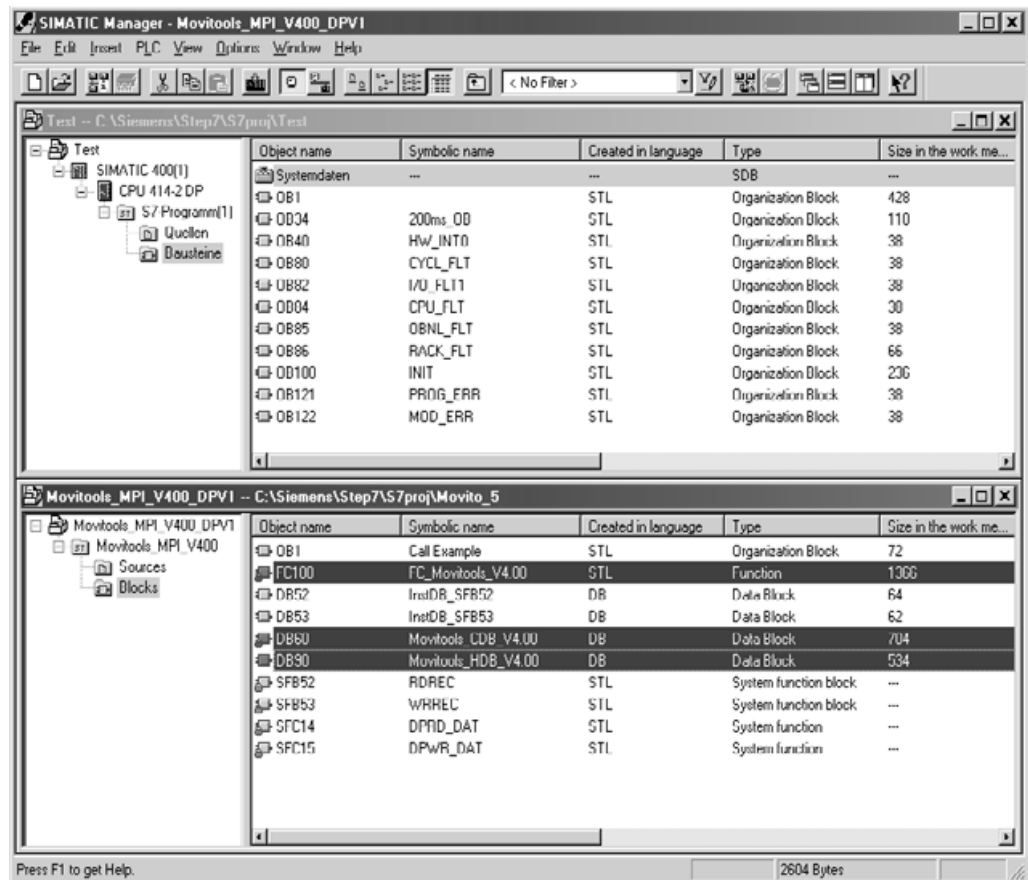 SIMATIC Manager - Movitools_MPI_V400_DPV1
File Edit Insert PLC View Options Window Help
< No Filter >
Test -- C:\Siemens\Step7\S7proj\Test
Test
SIMATIC 400(1)
CPU 414-2 DP
S7 Programm(1)
Quellen
Bausteine
Object name Symbolic name Created in language Type Size in the work me...
Systemdaten --- --- SDB ---
OB1 STL Organization Block 428
OB34 200ms_OB STL Organization Block 110
OB40 HW_INT0 STL Organization Block 38
OB80 CYCL_FLT STL Organization Block 38
OB82 I/O_FLT1 STL Organization Block 38
OB84 CPU_FLT STL Organization Block 38
OB85 OBNL_FLT STL Organization Block 38
OB86 RACK_FLT STL Organization Block 66
OB100 INIT STL Organization Block 236
OB121 PROG_ERR STL Organization Block 38
OB122 MOD_ERR STL Organization Block 38
Movitools_MPI_V400_DPV1 -- C:\Siemens\Step7\S7proj\Movito_5
Movitools_MPI_V400_DPV1
Movitools_MPI_V400
Sources
Blocks
Object name Symbolic name Created in language Type Size in the work me...
OB1 Call Example STL Organization Block 72
FC100 FC_Movitools_V4.00 STL Function 1366
DB52 InstDB_SFB52 DB Data Block 64
DB53 InstDB_SFB53 DB Data Block 62
DB60 Movitools_CDB_V4.00 DB Data Block 704
DB90 Movitools_HDB_V4.00 DB Data Block 534
SFB52 RDREC STL System function block ---
SFB53 WRREC STL System function block ---
SFC14 DPRD_DAT STL System function ---
SFC15 DPWR_DAT STL System function ---
Press F1 to get Help. 2604 Bytes